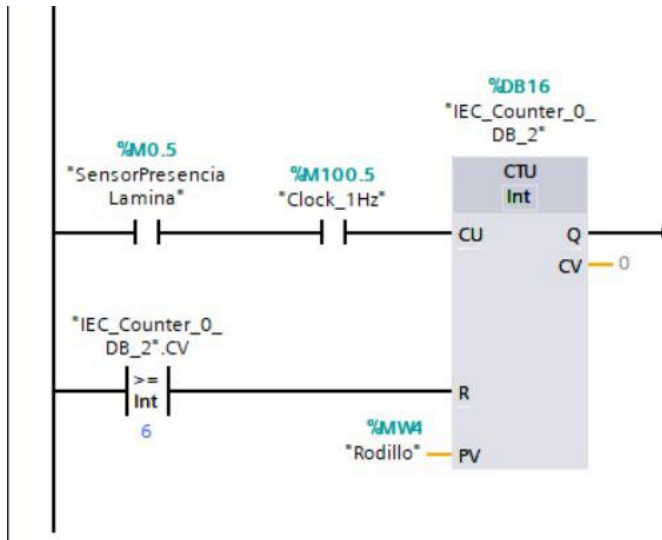 %DB16
"IEC_Counter_0_
DB_2"
%M0.5
"SensorPresencia
Lamina"
%M100.5
"Clock_1Hz"
CTU
Int
CU
Q
CV
0
"IEC_Counter_0_
DB_2".CV
>=
Int
6
R
%MW4
"Rodillo"
PV